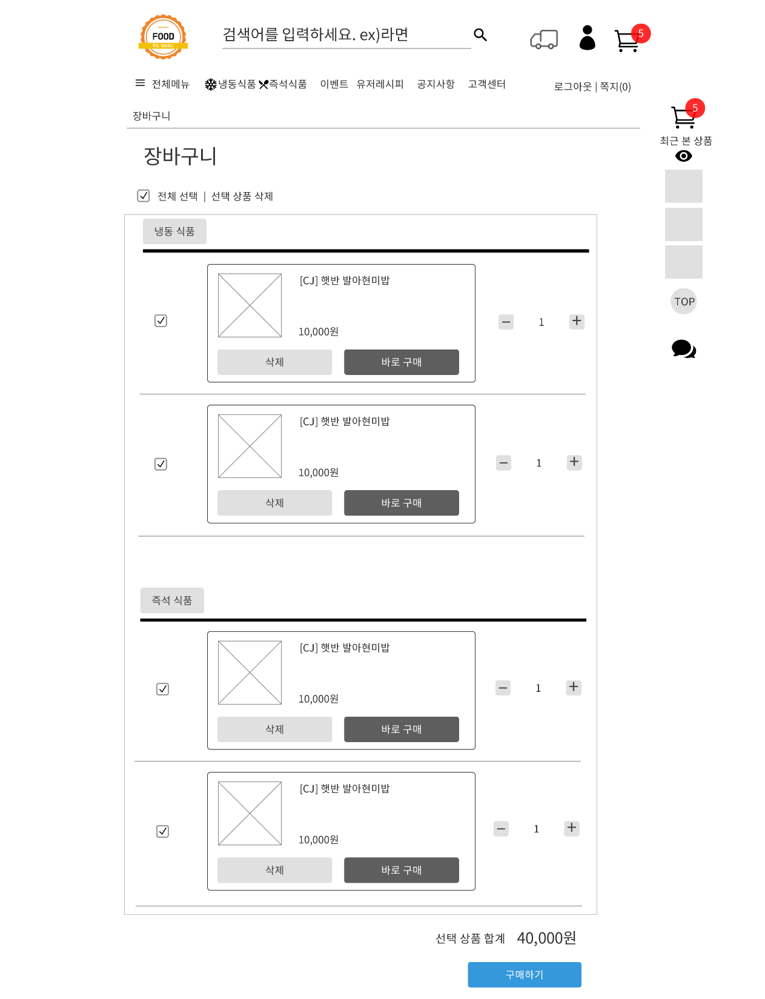 FOOD
푸드 컨테이너
검색어를 입력하세요. ex)라면
5
전체메뉴 냉동식품 즉석식품 이벤트 유저레시피 공지사항 고객센터
로그아웃 | 쪽지(0)
장바구니
5
최근 본 상품
TOP
장바구니
전체 선택 | 선택 상품 삭제
냉동 식품
[CJ] 햇반 발아현미밥
10,000원
삭제 바로 구매
1
[CJ] 햇반 발아현미밥
10,000원
삭제 바로 구매
1
즉석 식품
[CJ] 햇반 발아현미밥
10,000원
삭제 바로 구매
1
[CJ] 햇반 발아현미밥
10,000원
삭제 바로 구매
1
선택 상품 합계 40,000원
구매하기